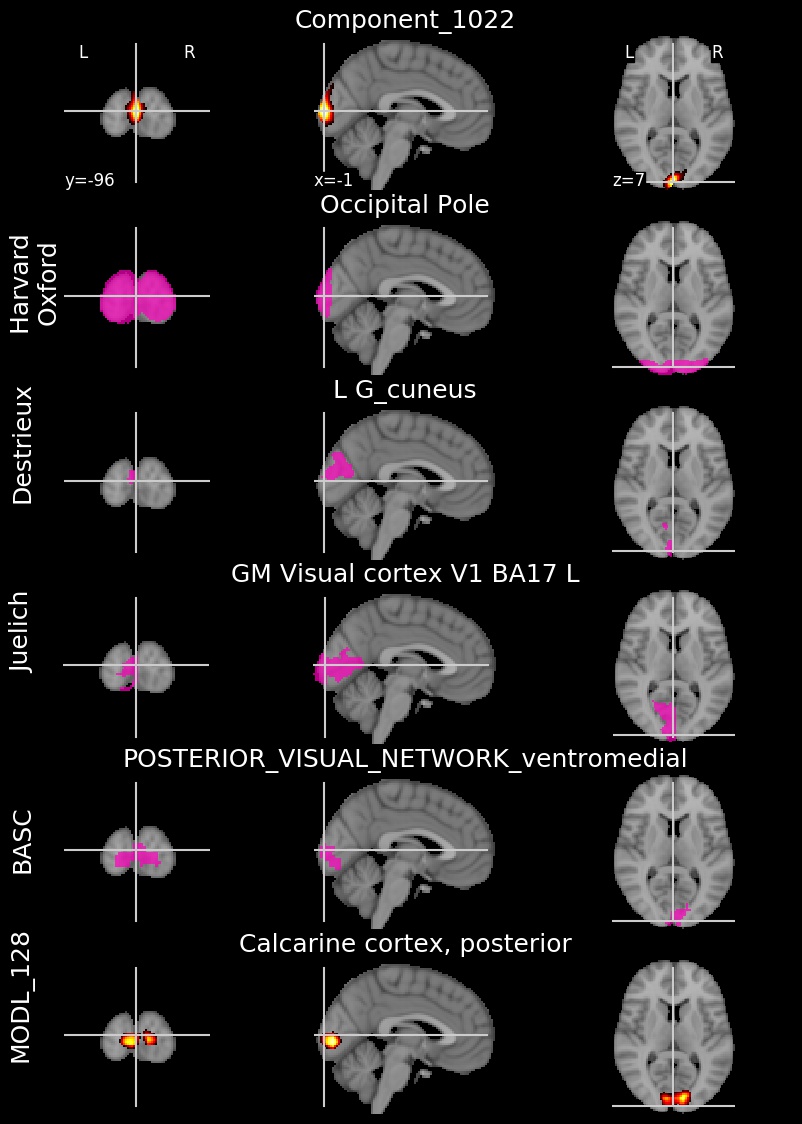 Component_1022
L R
L R
y=-96
x=-1
z=7
Occipital Pole
Harvard
Oxford
L G_cuneus
Destrieux
GM Visual cortex V1 BA17 L
Juelich
POSTERIOR_VISUAL_NETWORK_ventromedial
BASC
Calcarine cortex, posterior
MODL_128